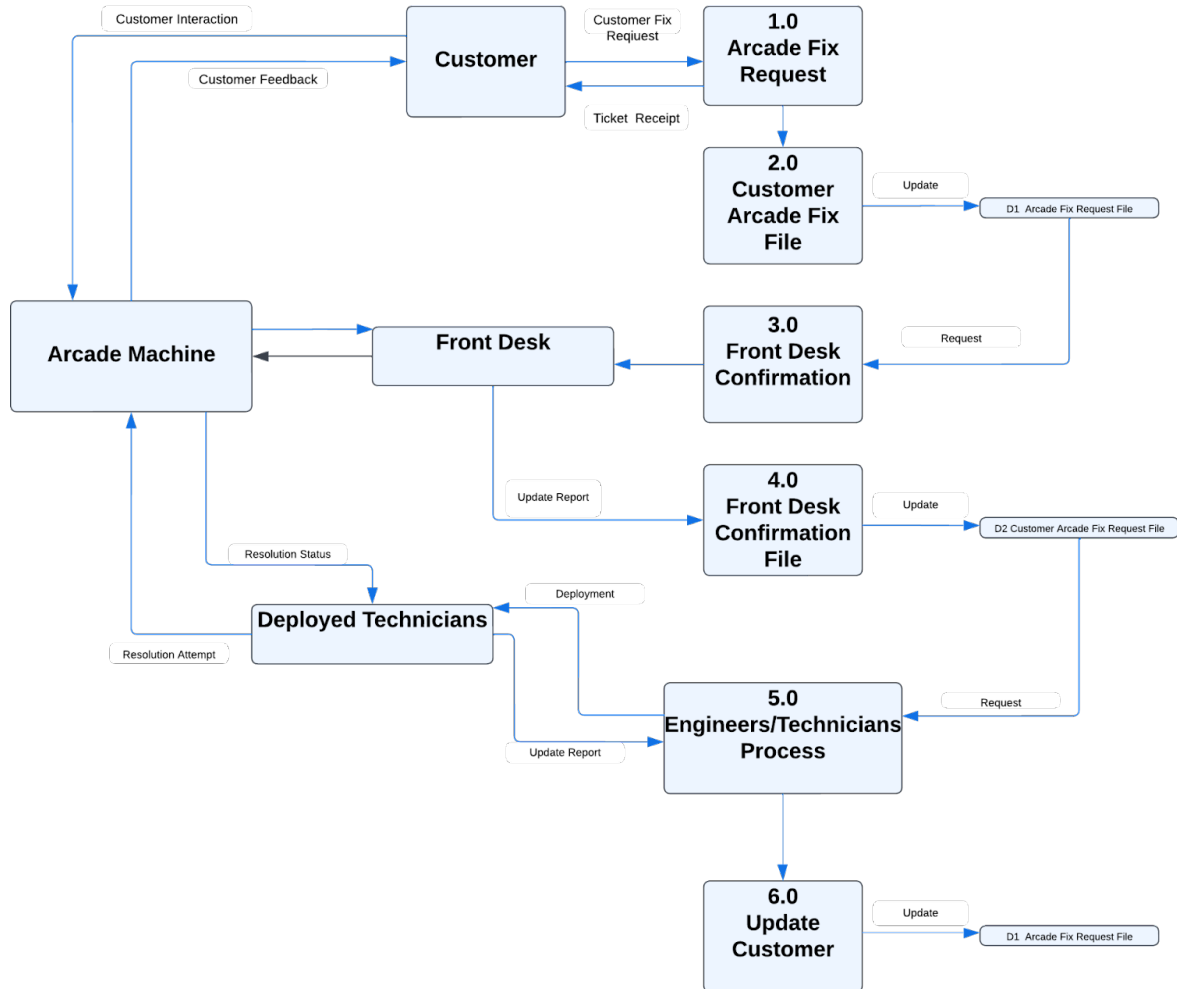 Customer Interaction
Customer Feedback
Customer
Customer Fix
Reqiuest
Ticket  Receipt
1.0
Arcade Fix
Request
2.0
Customer
Arcade Fix
File
Update
D1  Arcade Fix Request File
Arcade Machine
Front Desk
3.0
Front Desk
Confirmation
Request
Update Report
4.0
Front Desk
Confirmation
File
Update
D2 Customer Arcade Fix Request File
Resolution Status
Deployment
Deployed Technicians
Resolution Attempt
Update Report
5.0
Engineers/Technicians
Process
Request
6.0
Update
Customer
Update
D1  Arcade Fix Request File